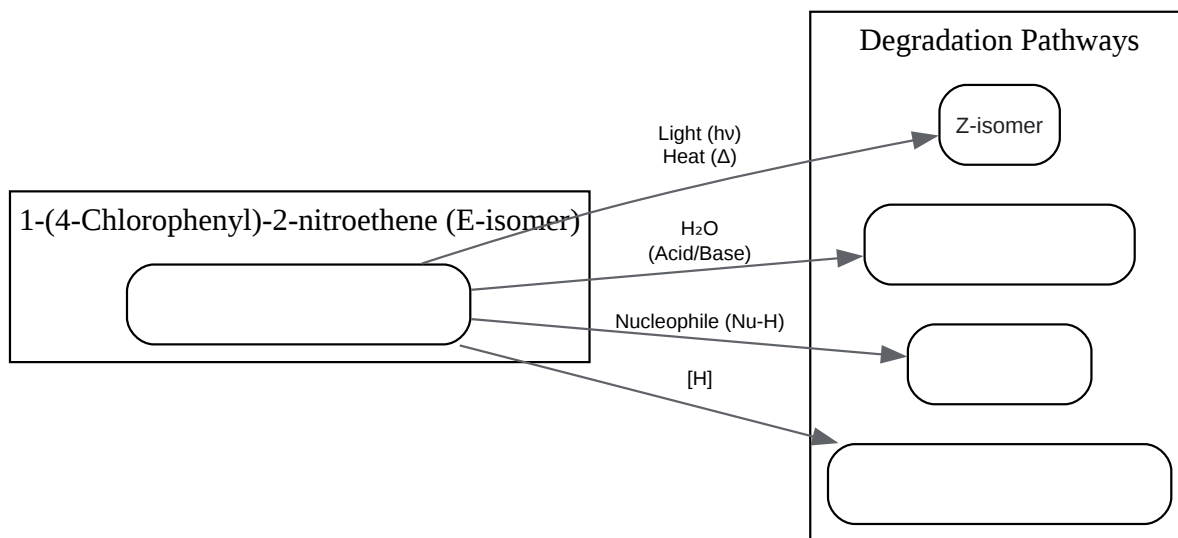 Degradation Pathways
Light (hν)
Heat (Δ)
Z-isomer
1-(4-Chlorophenyl)-2-nitroethene (E-isomer)
H₂O
(Acid/Base)
Nucleophile (Nu-H)
[H]